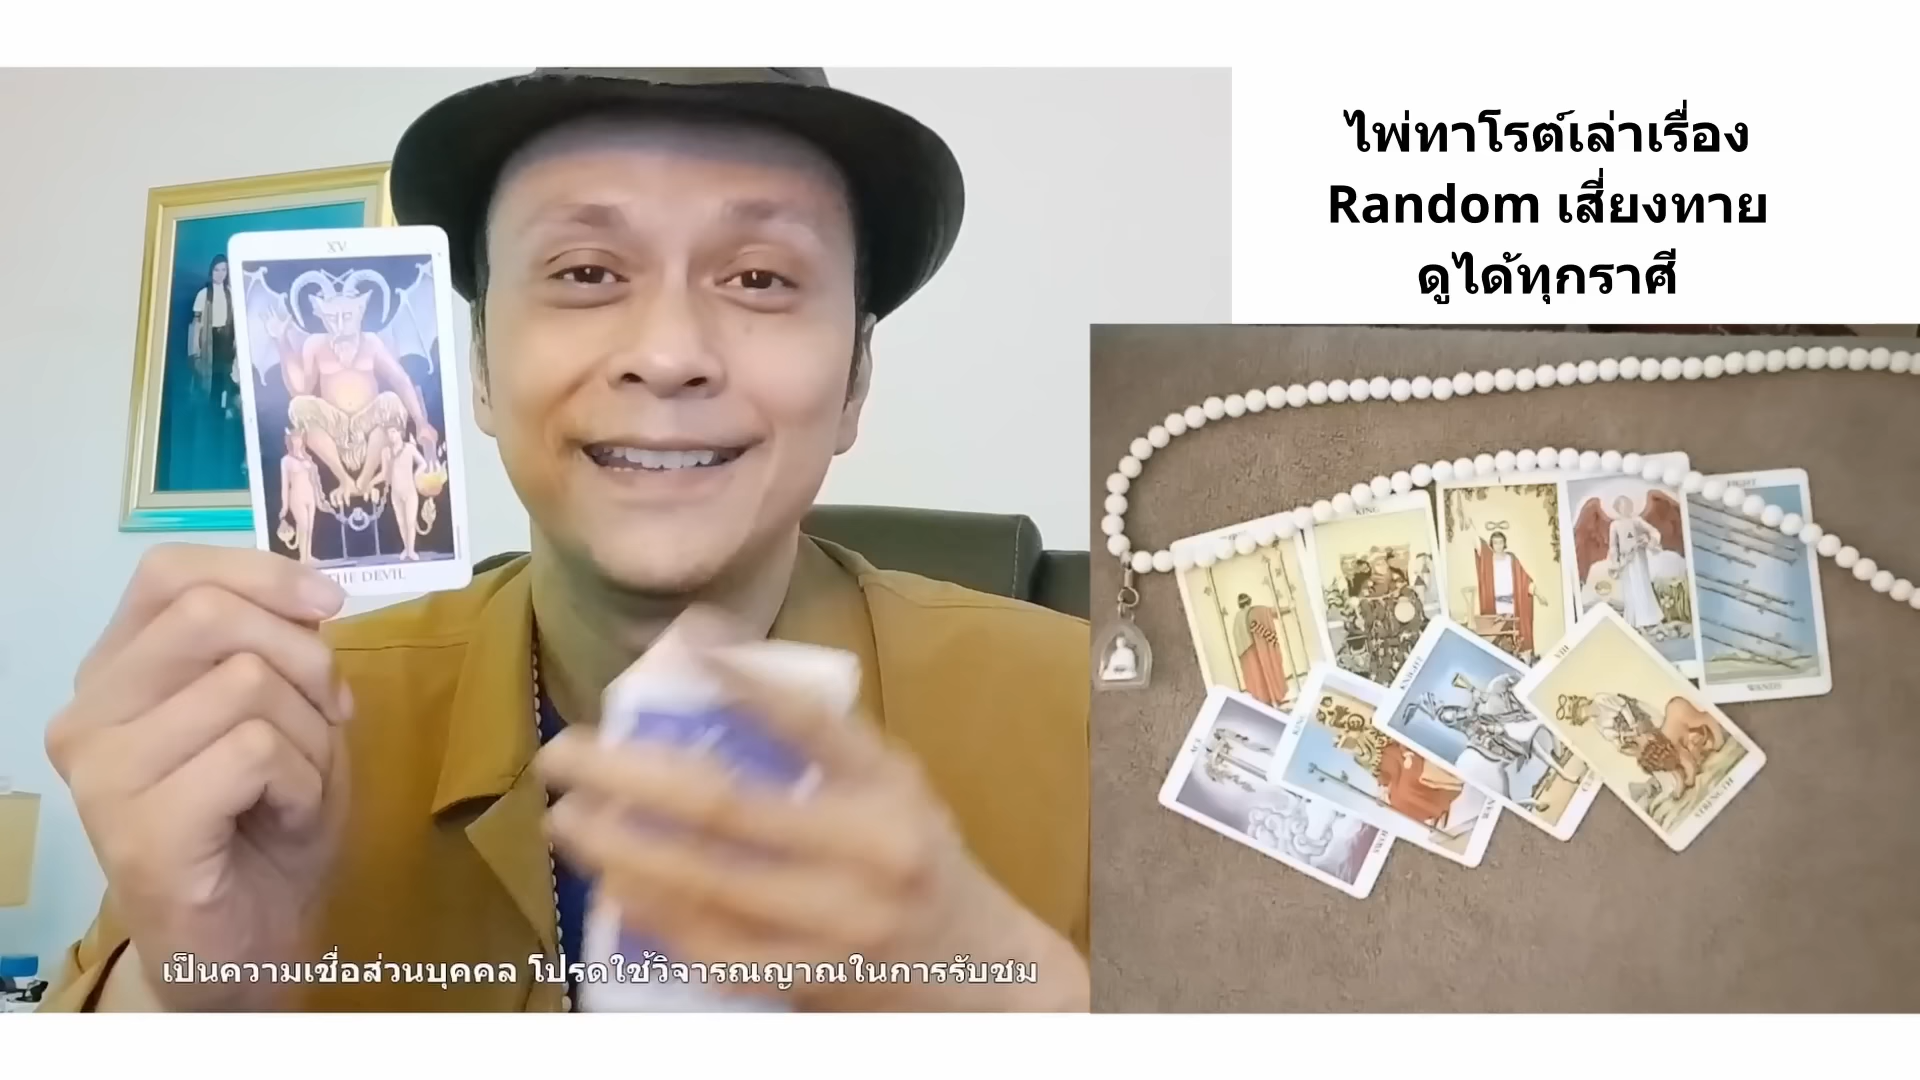 ไพ่ทาโรต์เล่าเรื่อง
Random เสี่ยงทาย
ดูได้ทุกราศี
XV
THE DEVIL
KING
I
EIGHT
WANDS
KNIGHT
VIII
ACE
STRENGTH
เป็นความเชื่อส่วนบุคคล โปรดใช้วิจารณญาณในการรับชม